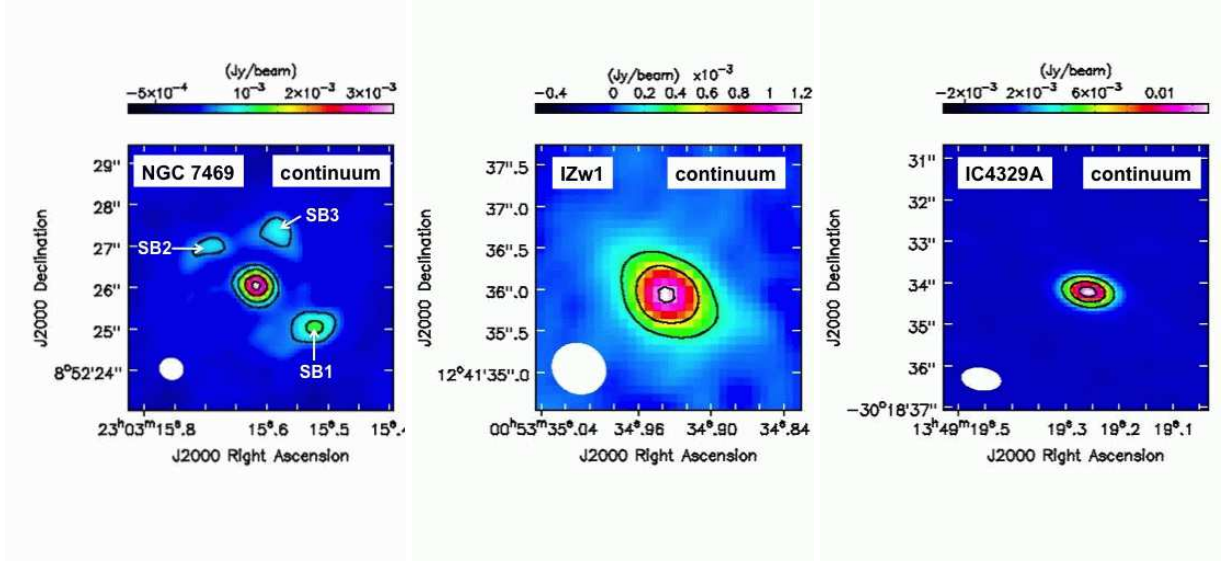 (Jy/beam)
−5×10⁻⁴ 10⁻³ 2×10⁻³ 3×10⁻³
NGC 7469 continuum
SB3
SB2
SB1
29"
28"
27"
26"
25"
8°52'24"
J2000 Declination
23ʰ03ᵐ15ˢ.8 15ˢ.6 15ˢ.5 15ˢ.4
J2000 Right Ascension
(Jy/beam) ×10⁻³
−0.4 0 0.2 0.4 0.6 0.8 1 1.2
IZw1 continuum
37".5
37".0
36".5
36".0
35".5
12°41'35".0
J2000 Declination
00ʰ53ᵐ35ˢ.04 34ˢ.96 34ˢ.90 34ˢ.84
J2000 Right Ascension
(Jy/beam)
−2×10⁻³ 2×10⁻³ 6×10⁻³ 0.01
IC4329A continuum
31"
32"
33"
34"
35"
36"
−30°18'37"
J2000 Declination
13ʰ49ᵐ19ˢ.5 19ˢ.3 19ˢ.2 19ˢ.1
J2000 Right Ascension